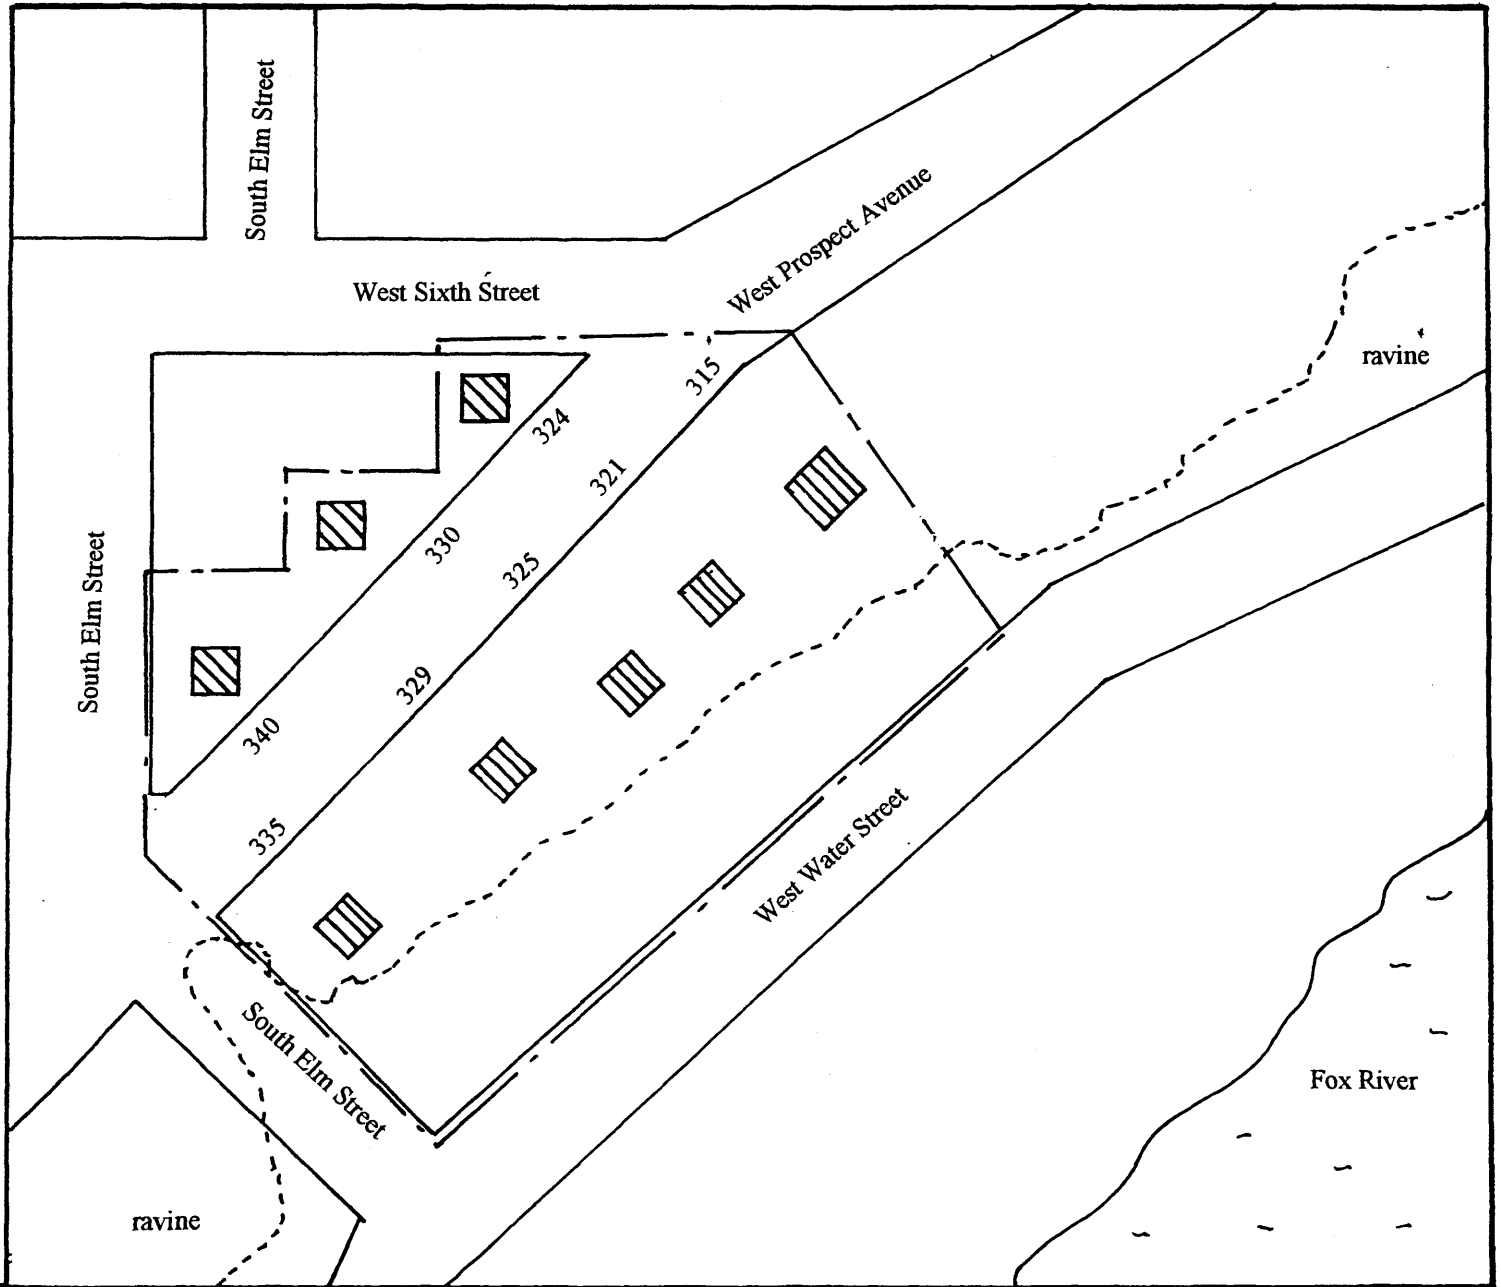 South Elm Street
West Prospect Avenue
West Sixth Street
ravine
315
324
321
330
325
South Elm Street
329
340
335
West Water Street
South Elm Street
Fox River
ravine